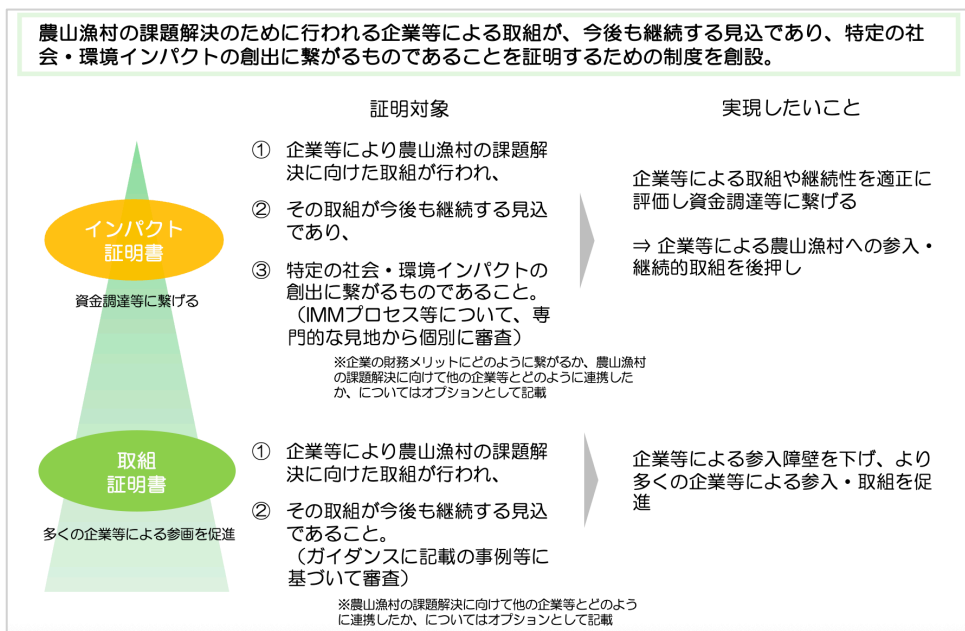 農山漁村の課題解決のために行われる企業等による取組が、今後も継続する見込であり、特定の社
会・環境インパクトの創出に繋がるものであることを証明するための制度を創設。
証明対象
実現したいこと
インパクト
証明書
資金調達等に繋げる
① 企業等により農山漁村の課題解
決に向けた取組が行われ、
② その取組が今後も継続する見込
であり、
③ 特定の社会・環境インパクトの
創出に繋がるものであること。
（IMMプロセス等について、専
門的な見地から個別に審査）
※企業の財務メリットにどのように繋がるか、農山漁村
の課題解決に向けて他の企業等とどのように連携した
か、についてはオプションとして記載
企業等による取組や継続性を適正に
評価し資金調達等に繋げる
⇒ 企業等による農山漁村への参入・
継続的取組を後押し
取組
証明書
多くの企業等による参画を促進
① 企業等により農山漁村の課題解
決に向けた取組が行われ、
② その取組が今後も継続する見込
であること。
（ガイダンスに記載の事例等に
基づいて審査）
※農山漁村の課題解決に向けて他の企業等とどのよう
に連携したか、についてはオプションとして記載
企業等による参入障壁を下げ、より
多くの企業等による参入・取組を促
進